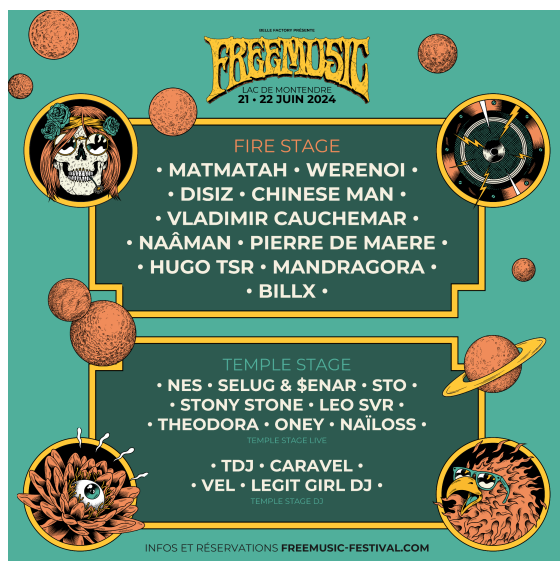 BELLE FACTORY PRÉSENTE
FREEMUSIC
LAC DE MONTENDRE
21 • 22 JUIN 2024
FIRE STAGE
• MATMATAH • WERENOI •
• DISIZ • CHINESE MAN •
• VLADIMIR CAUCHEMAR •
• NAÂMAN • PIERRE DE MAERE •
• HUGO TSR • MANDRAGORA •
• BILLX •
TEMPLE STAGE
• NES • SELUG & $ENAR • STO •
• STONY STONE • LEO SVR •
• THEODORA • ONEY • NAÏLOSS •
TEMPLE STAGE LIVE
• TDJ • CARAVEL •
• VEL • LEGIT GIRL DJ •
TEMPLE STAGE DJ
INFOS ET RÉSERVATIONS FREEMUSIC-FESTIVAL.COM